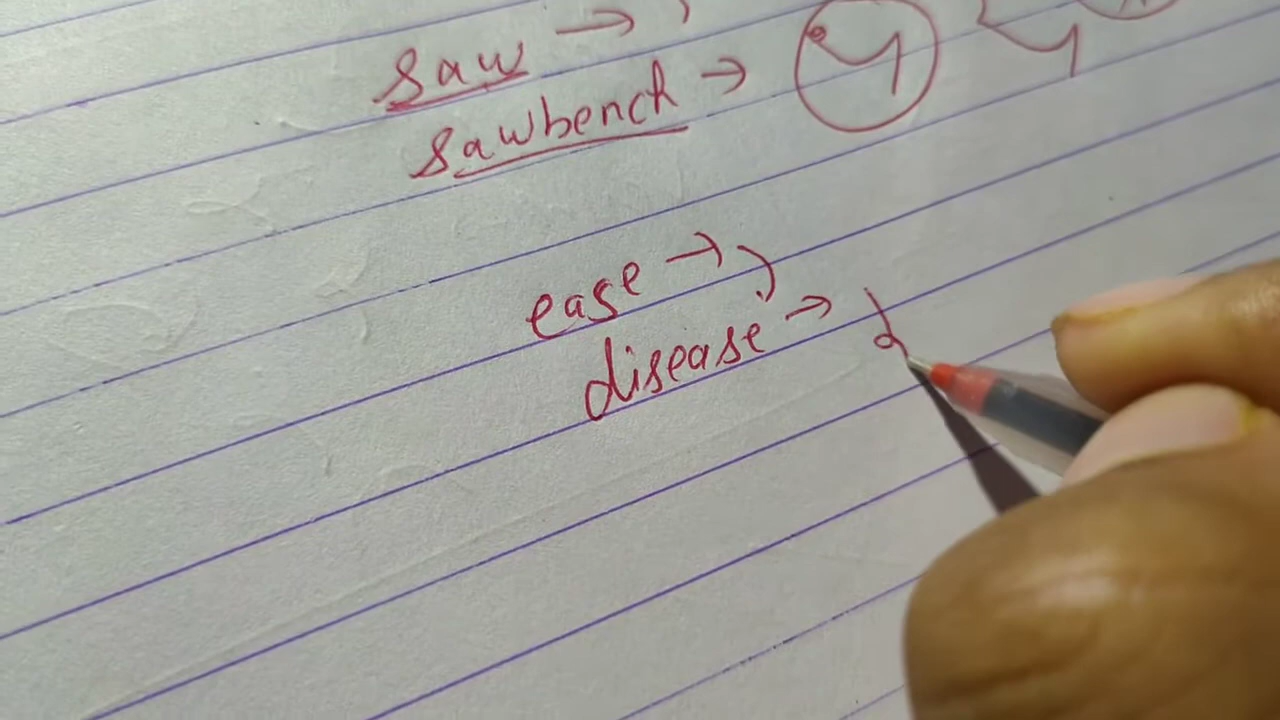 saw →
sawbench →
ease →
disease →